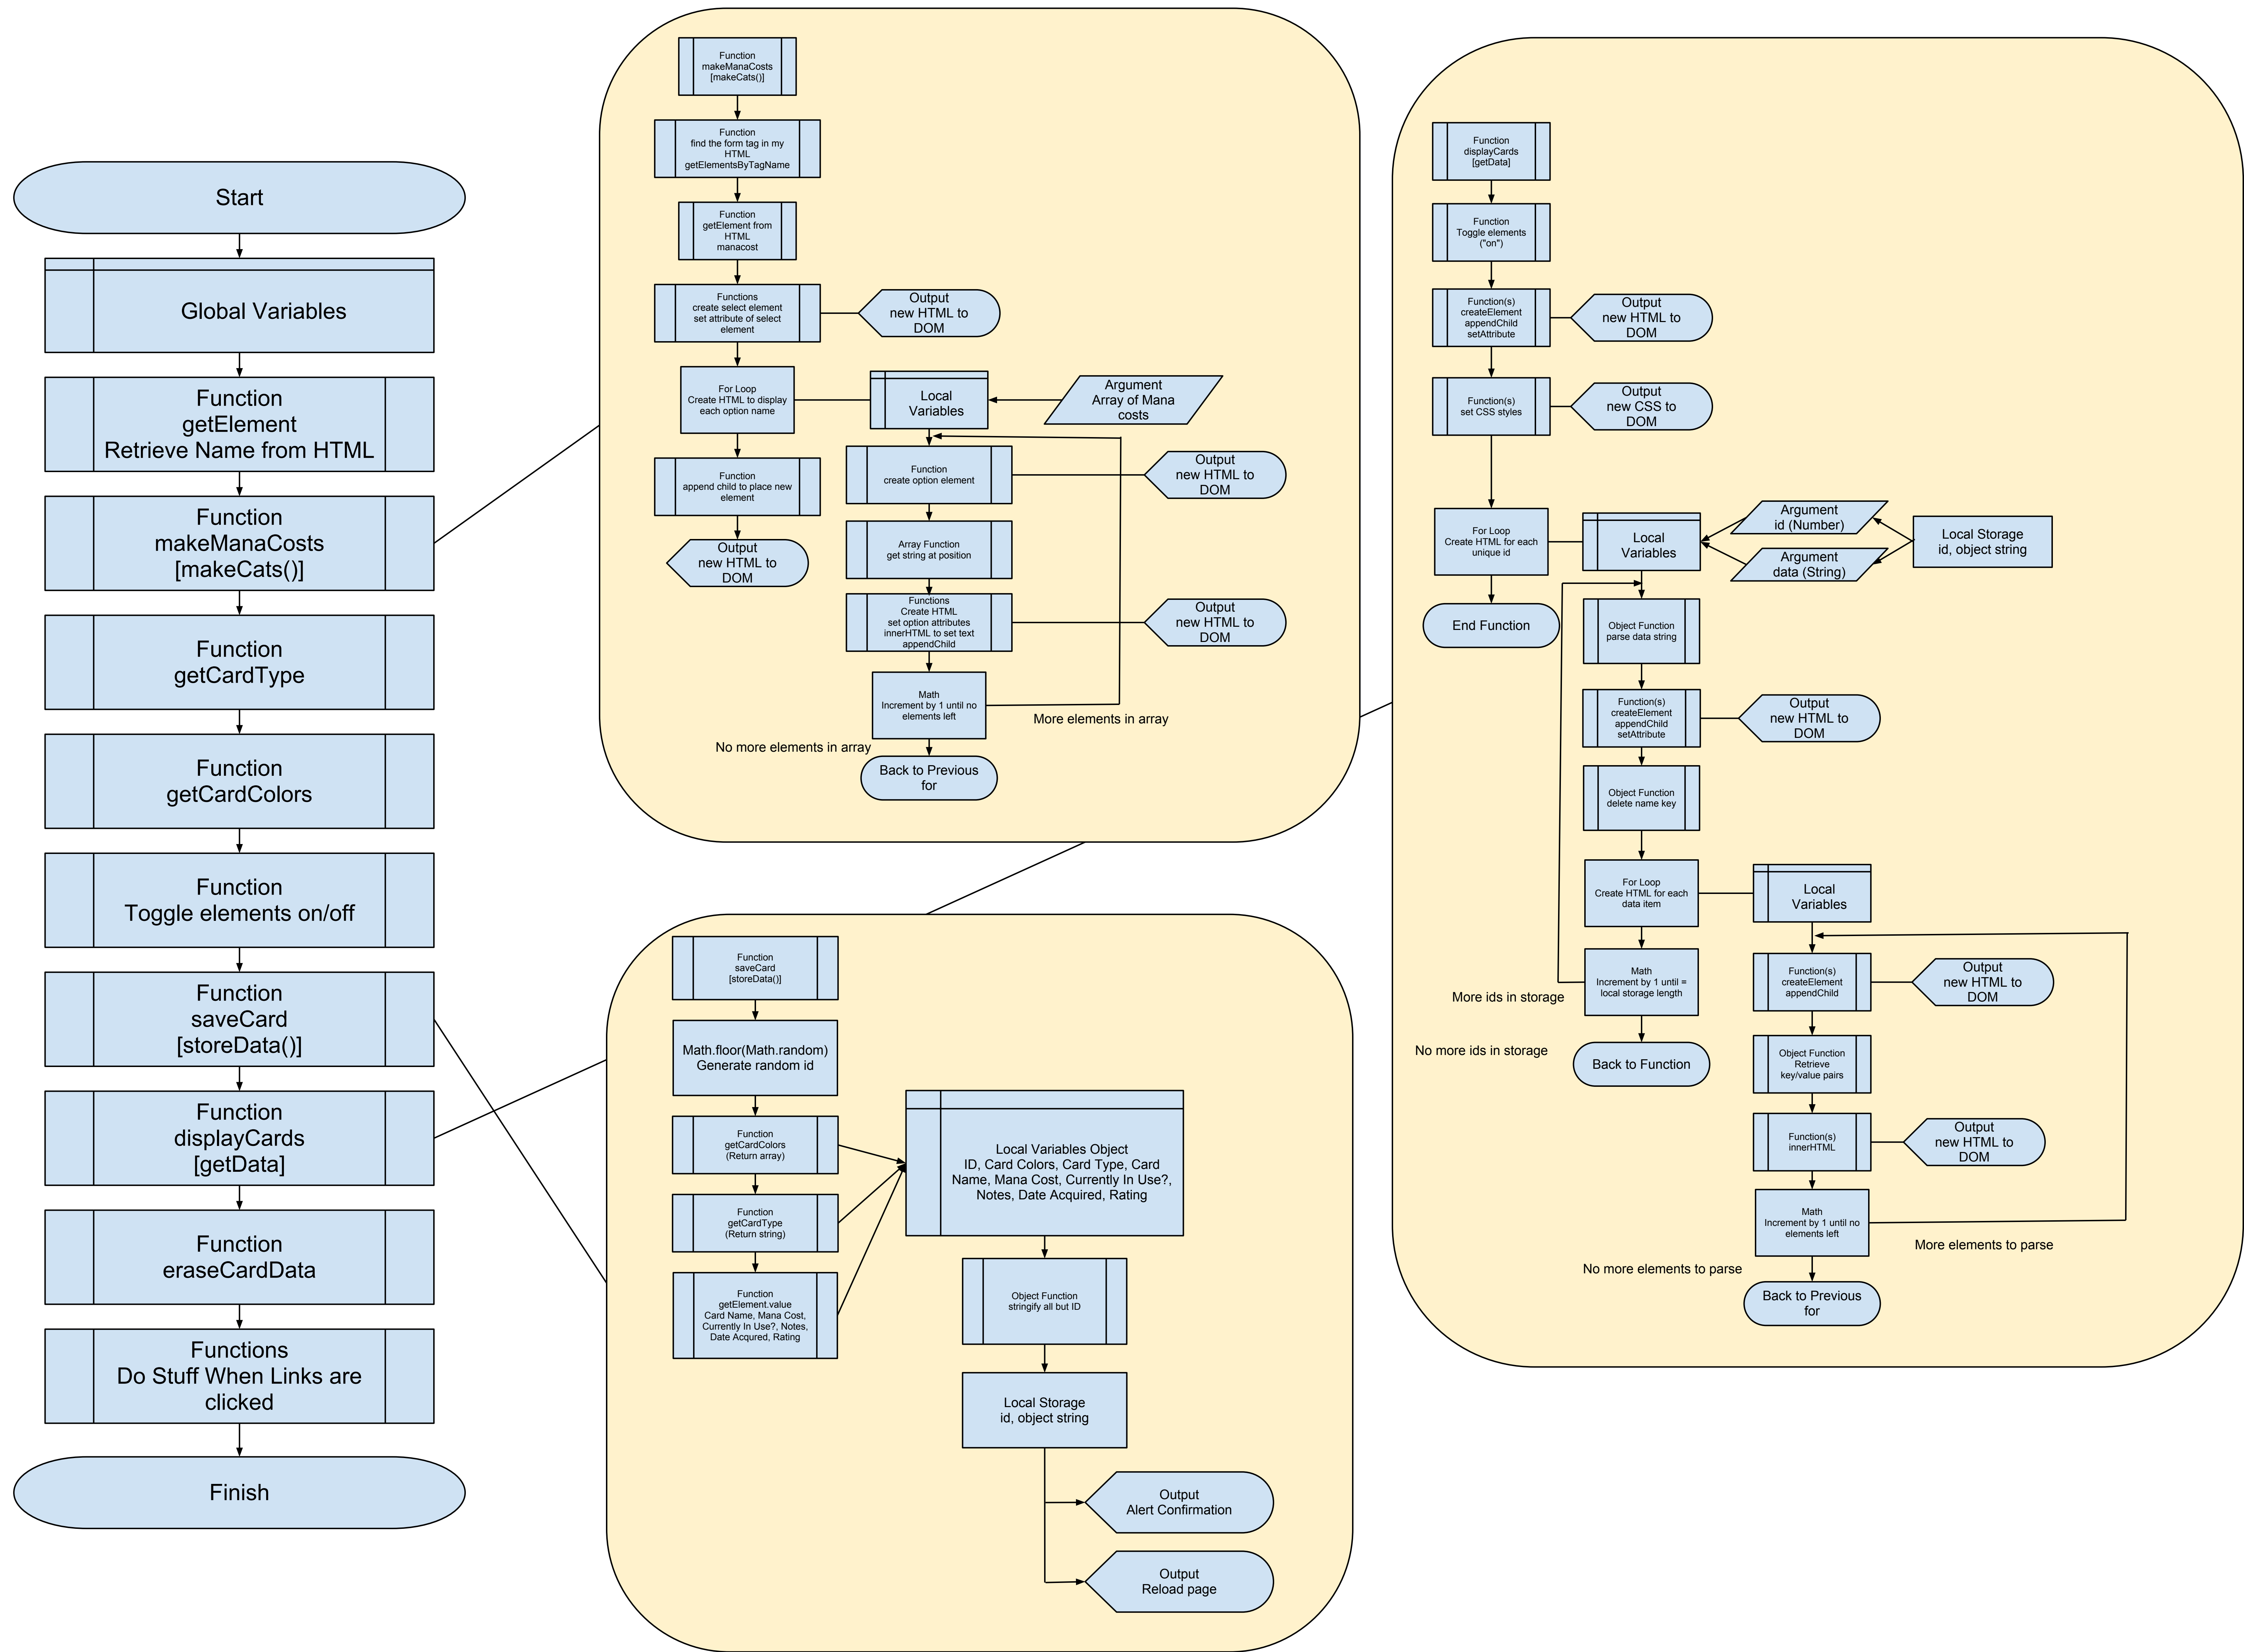 Start
Global Variables
Function
getElement
Retrieve Name from HTML
Function
makeManaCosts
[makeCats()]
Function
getCardType
Function
getCardColors
Function
Toggle elements on/off
Function
saveCard
[storeData()]
Function
displayCards
[getData]
Function
eraseCardData
Functions
Do Stuff When Links are
clicked
Finish
Function
makeManaCosts
[makeCats()]
Function
find the form tag in my
HTML
getElementsByTagName
Function
getElement from
HTML
manacost
Functions
create select element
set attribute of select
element
Output
new HTML to
DOM
For Loop
Create HTML to display
each option name
Local
Variables
Argument
Array of Mana
costs
Function
append child to place new
element
Output
new HTML to
DOM
Function
create option element
Output
new HTML to
DOM
Array Function
get string at position
Functions
Create HTML
set option attributes
innerHTML to set text
appendChild
Output
new HTML to
DOM
Math
Increment by 1 until no
elements left
More elements in array
No more elements in array
Back to Previous
for
Function
saveCard
[storeData()]
Math.floor(Math.random)
Generate random id
Function
getCardColors
(Return array)
Function
getCardType
(Return string)
Function
getElement.value
Card Name, Mana Cost,
Currently In Use?, Notes,
Date Acqured, Rating
Local Variables Object
ID, Card Colors, Card Type, Card
Name, Mana Cost, Currently In Use?,
Notes, Date Acquired, Rating
Object Function
stringify all but ID
Local Storage
id, object string
Output
Alert Confirmation
Output
Reload page
Function
displayCards
[getData]
Function
Toggle elements
("on")
Function(s)
createElement
appendChild
setAttribute
Output
new HTML to
DOM
Function(s)
set CSS styles
Output
new CSS to
DOM
For Loop
Create HTML for each
unique id
Local
Variables
Argument
id (Number)
Argument
data (String)
Local Storage
id, object string
End Function
Object Function
parse data string
Function(s)
createElement
appendChild
setAttribute
Output
new HTML to
DOM
Object Function
delete name key
For Loop
Create HTML for each
data item
Local
Variables
Math
Increment by 1 until =
local storage length
More ids in storage
No more ids in storage
Back to Function
Function(s)
createElement
appendChild
Output
new HTML to
DOM
Object Function
Retrieve
key/value pairs
Function(s)
innerHTML
Output
new HTML to
DOM
Math
Increment by 1 until no
elements left
More elements to parse
No more elements to parse
Back to Previous
for